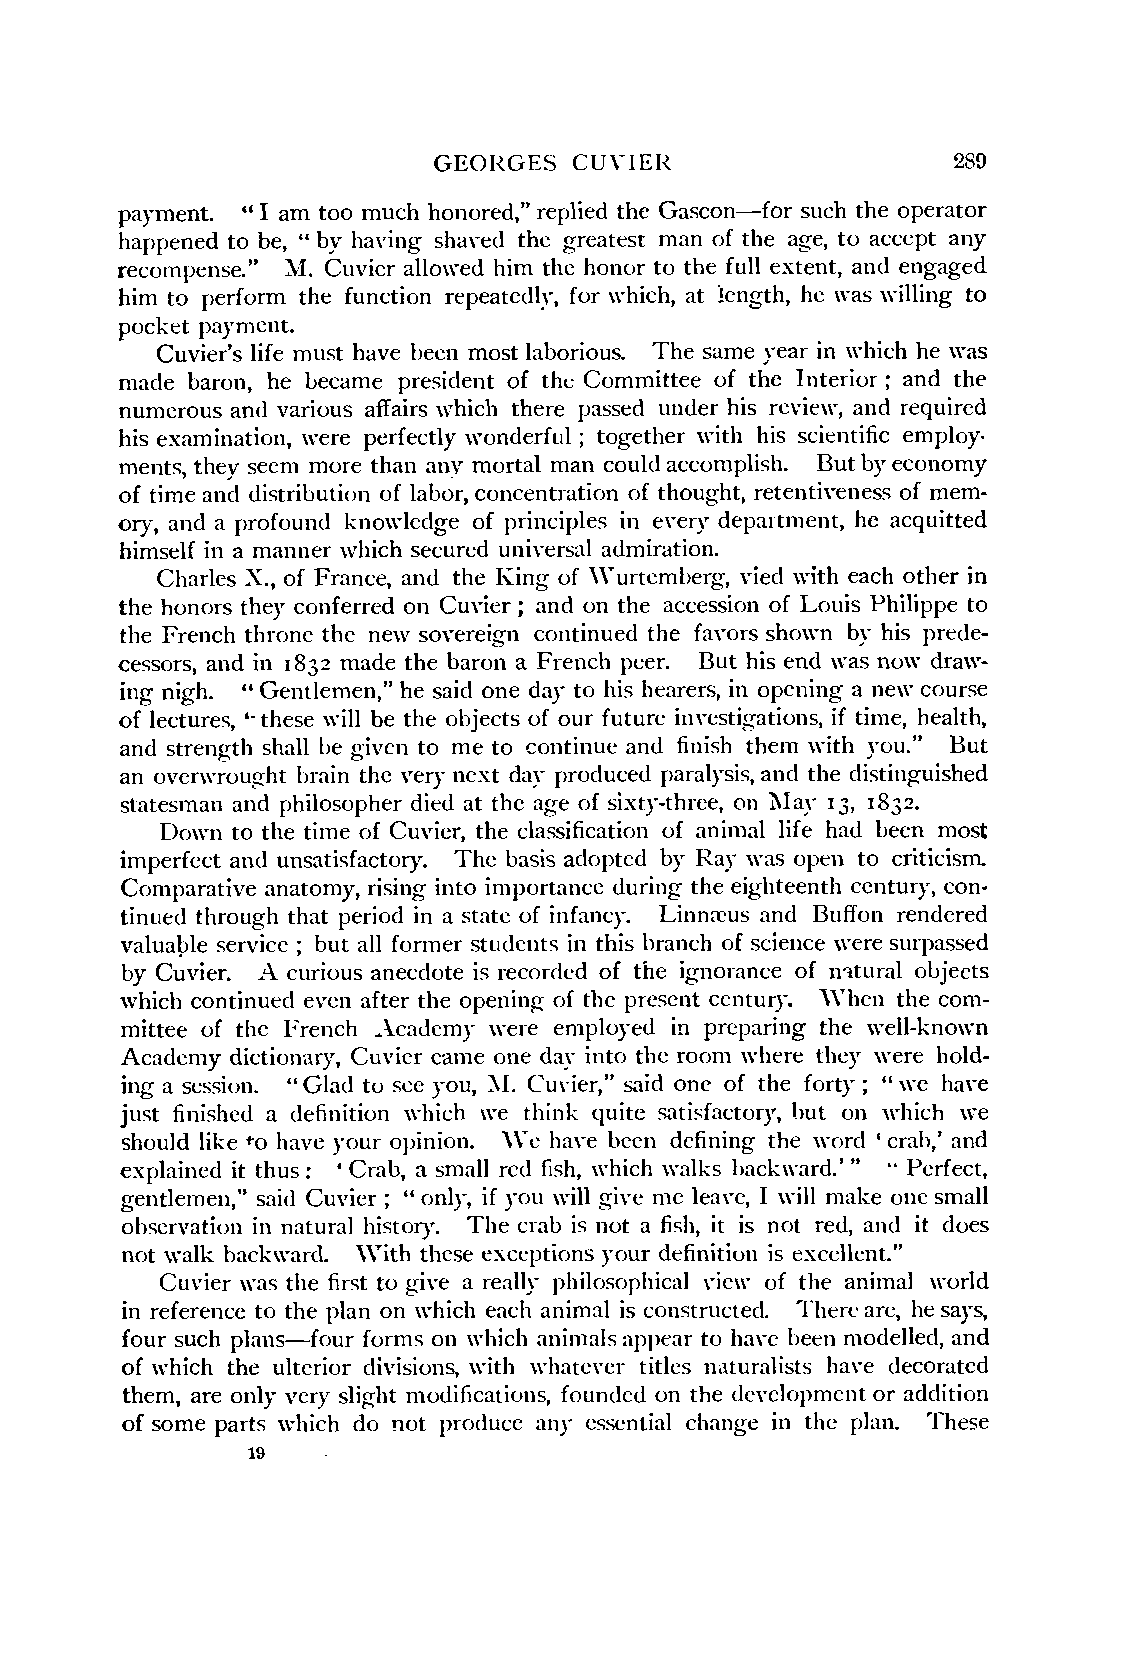 GEORGES CUVIER 289
payment. “ I am too much honored,” replied the Gascon—for such the operator
happened to be, “ by having shaved the greatest man of the age, to accept any
recompense.” M. Cuvier allowed him the honor to the full extent, and engaged
him to perform the function repeatedly, for which, at length, he was willing to
pocket payment.
Cuvier’s life must have been most laborious. The same year in which he was
made baron, he became president of the Committee of the Interior ; and the
numerous and various affairs which there passed under his review, and required
his examination, were perfectly wonderful ; together with his scientific employ-
ments, they seem more than any mortal man could accomplish. But by economy
of time and distribution of labor, concentration of thought, retentiveness of mem-
ory, and a profound knowledge of principles in every department, he acquitted
himself in a manner which secured universal admiration.
Charles X., of France, and the King of Wurtemberg, vied with each other in
the honors they conferred on Cuvier ; and on the accession of Louis Philippe to
the French throne the new sovereign continued the favors shown by his prede-
cessors, and in 1832 made the baron a French peer. But his end was now draw-
ing nigh. “ Gentlemen,” he said one day to his hearers, in opening a new course
of lectures, “ these will be the objects of our future investigations, if time, health,
and strength shall be given to me to continue and finish them with you.” But
an overwrought brain the very next day produced paralysis, and the distinguished
statesman and philosopher died at the age of sixty-three, on May 13, 1832.
Down to the time of Cuvier, the classification of animal life had been most
imperfect and unsatisfactory. The basis adopted by Ray was open to criticism.
Comparative anatomy, rising into importance during the eighteenth century, con-
tinued through that period in a state of infancy. Linnæus and Buffon rendered
valuable service ; but all former students in this branch of science were surpassed
by Cuvier. A curious anecdote is recorded of the ignorance of natural objects
which continued even after the opening of the present century. When the com-
mittee of the French Academy were employed in preparing the well-known
Academy dictionary, Cuvier came one day into the room where they were hold-
ing a session. “ Glad to see you, M. Cuvier,” said one of the forty ; “ we have
just finished a definition which we think quite satisfactory, but on which we
should like to have your opinion. We have been defining the word ‘ crab,’ and
explained it thus : ‘ Crab, a small red fish, which walks backward.’ ” “ Perfect,
gentlemen,” said Cuvier ; “ only, if you will give me leave, I will make one small
observation in natural history. The crab is not a fish, it is not red, and it does
not walk backward. With these exceptions your definition is excellent.”
Cuvier was the first to give a really philosophical view of the animal world
in reference to the plan on which each animal is constructed. There are, he says,
four such plans—four forms on which animals appear to have been modelled, and
of which the ulterior divisions, with whatever titles naturalists have decorated
them, are only very slight modifications, founded on the development or addition
of some parts which do not produce any essential change in the plan. These
19